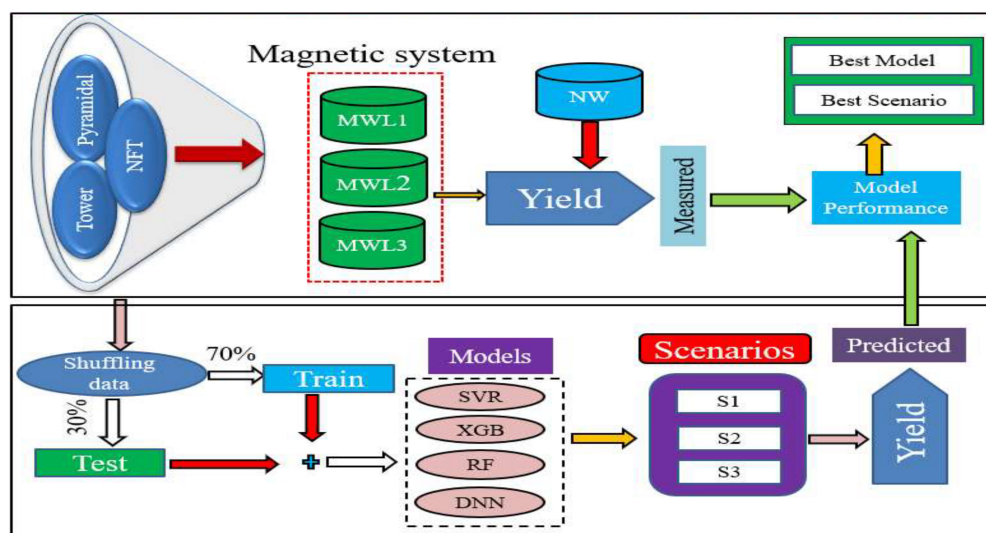 Magnetic system
Pyramidal
NFT
Tower
MWL1
MWL2
MWL3
NW
Yield
Measured
Best Model
Best Scenario
Model
Performance
Shuffling
data
70%
30%
Train
Test
Models
SVR
XGB
RF
DNN
Scenarios
S1
S2
S3
Predicted
Yield